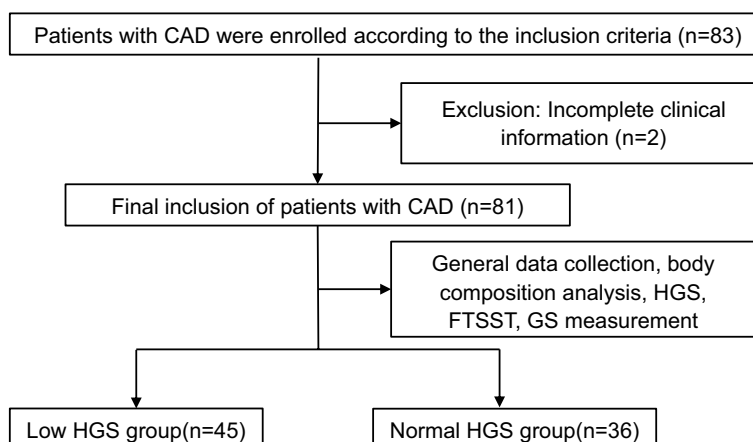 Patients with CAD were enrolled according to the inclusion criteria (n=83)
Exclusion: Incomplete clinical
information (n=2)
Final inclusion of patients with CAD (n=81)
General data collection, body
composition analysis, HGS,
FTSST, GS measurement
Low HGS group(n=45)
Normal HGS group(n=36)